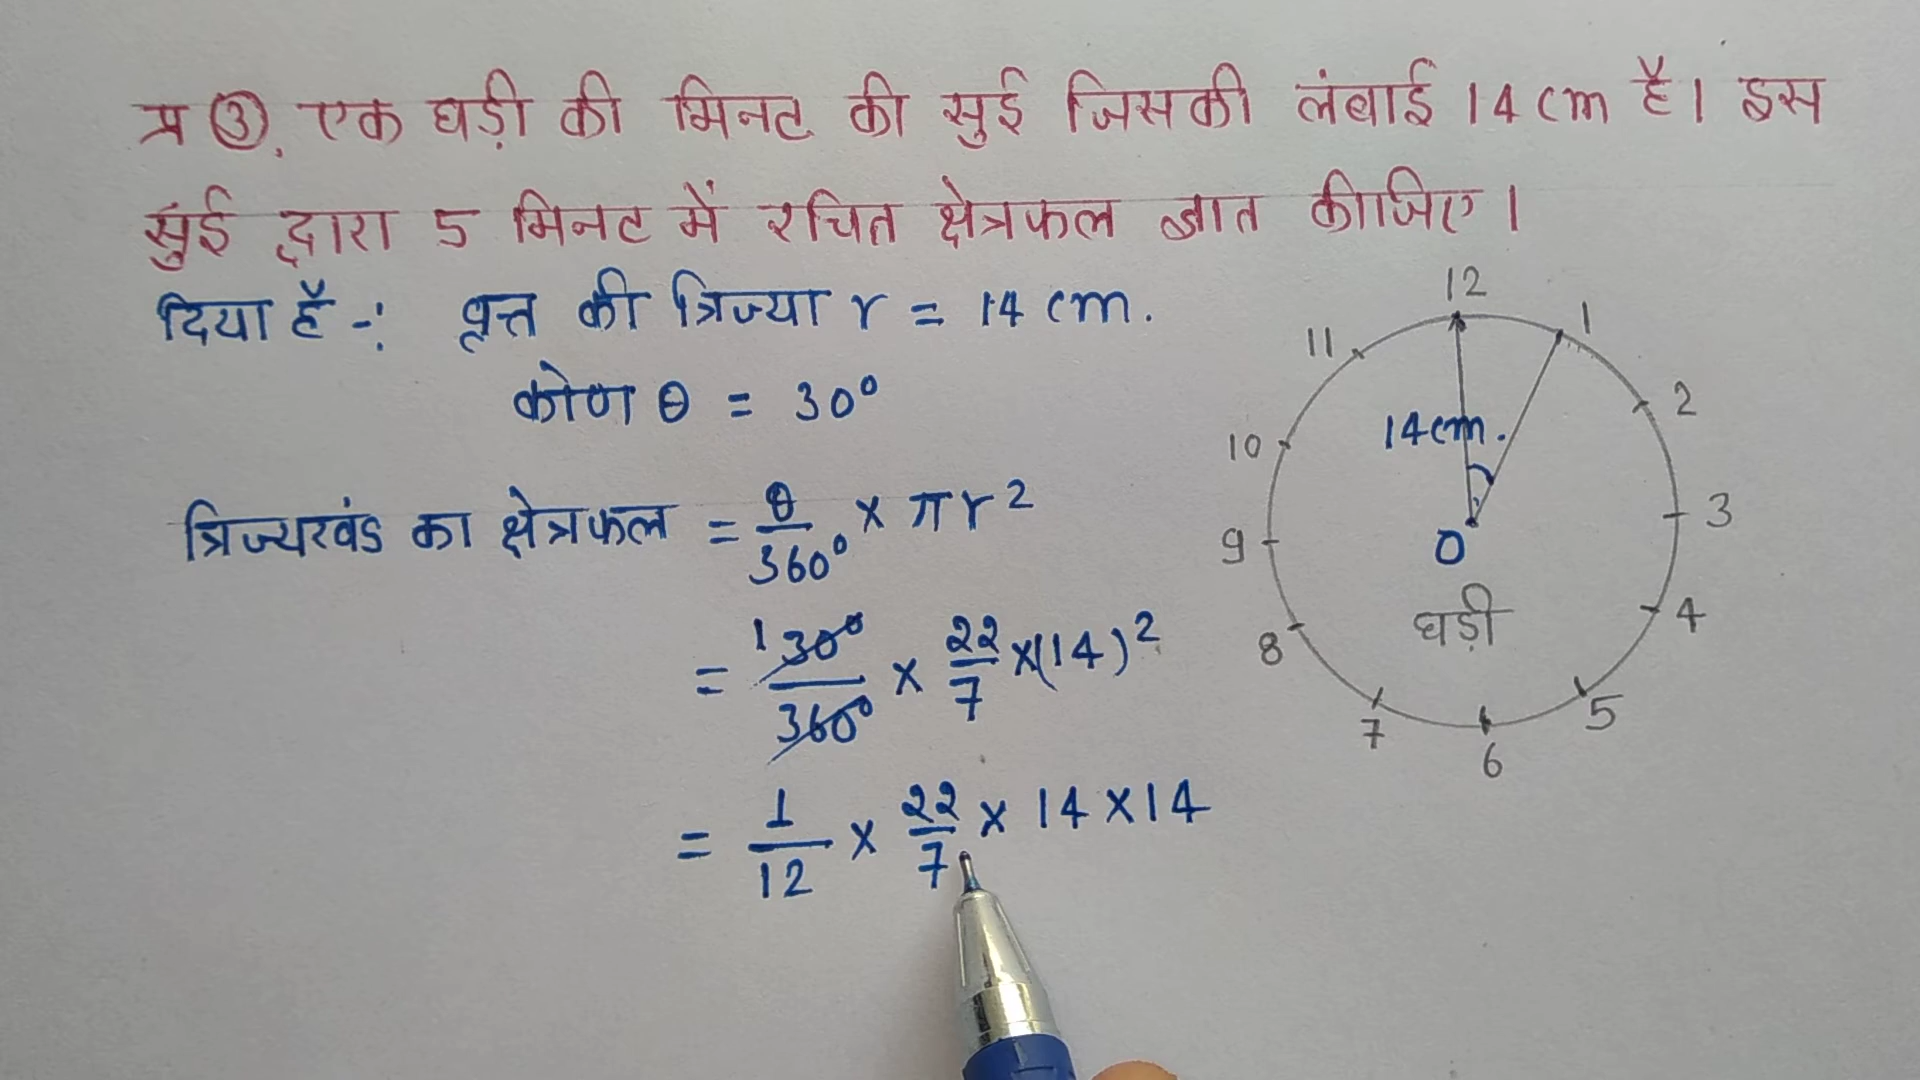 प्र ③. एक घड़ी की मिनट की सुई जिसकी लंबाई 14 cm है। इस
सुंई द्वारा 5 मिनट में रचित क्षेत्रफल ज्ञात कीजिए।
दिया है -: वृत्त की त्रिज्या r = 14 cm.
कोण θ = 30°
त्रिज्यखंड का क्षेत्रफल = θ/360° × πr²
= 1 30°/360° × 22/7 × (14)²
= 1/12 × 22/7 × 14 × 14
12
11 1
2
14cm.
10
9 3
O
घड़ी
8 4
7 5
6